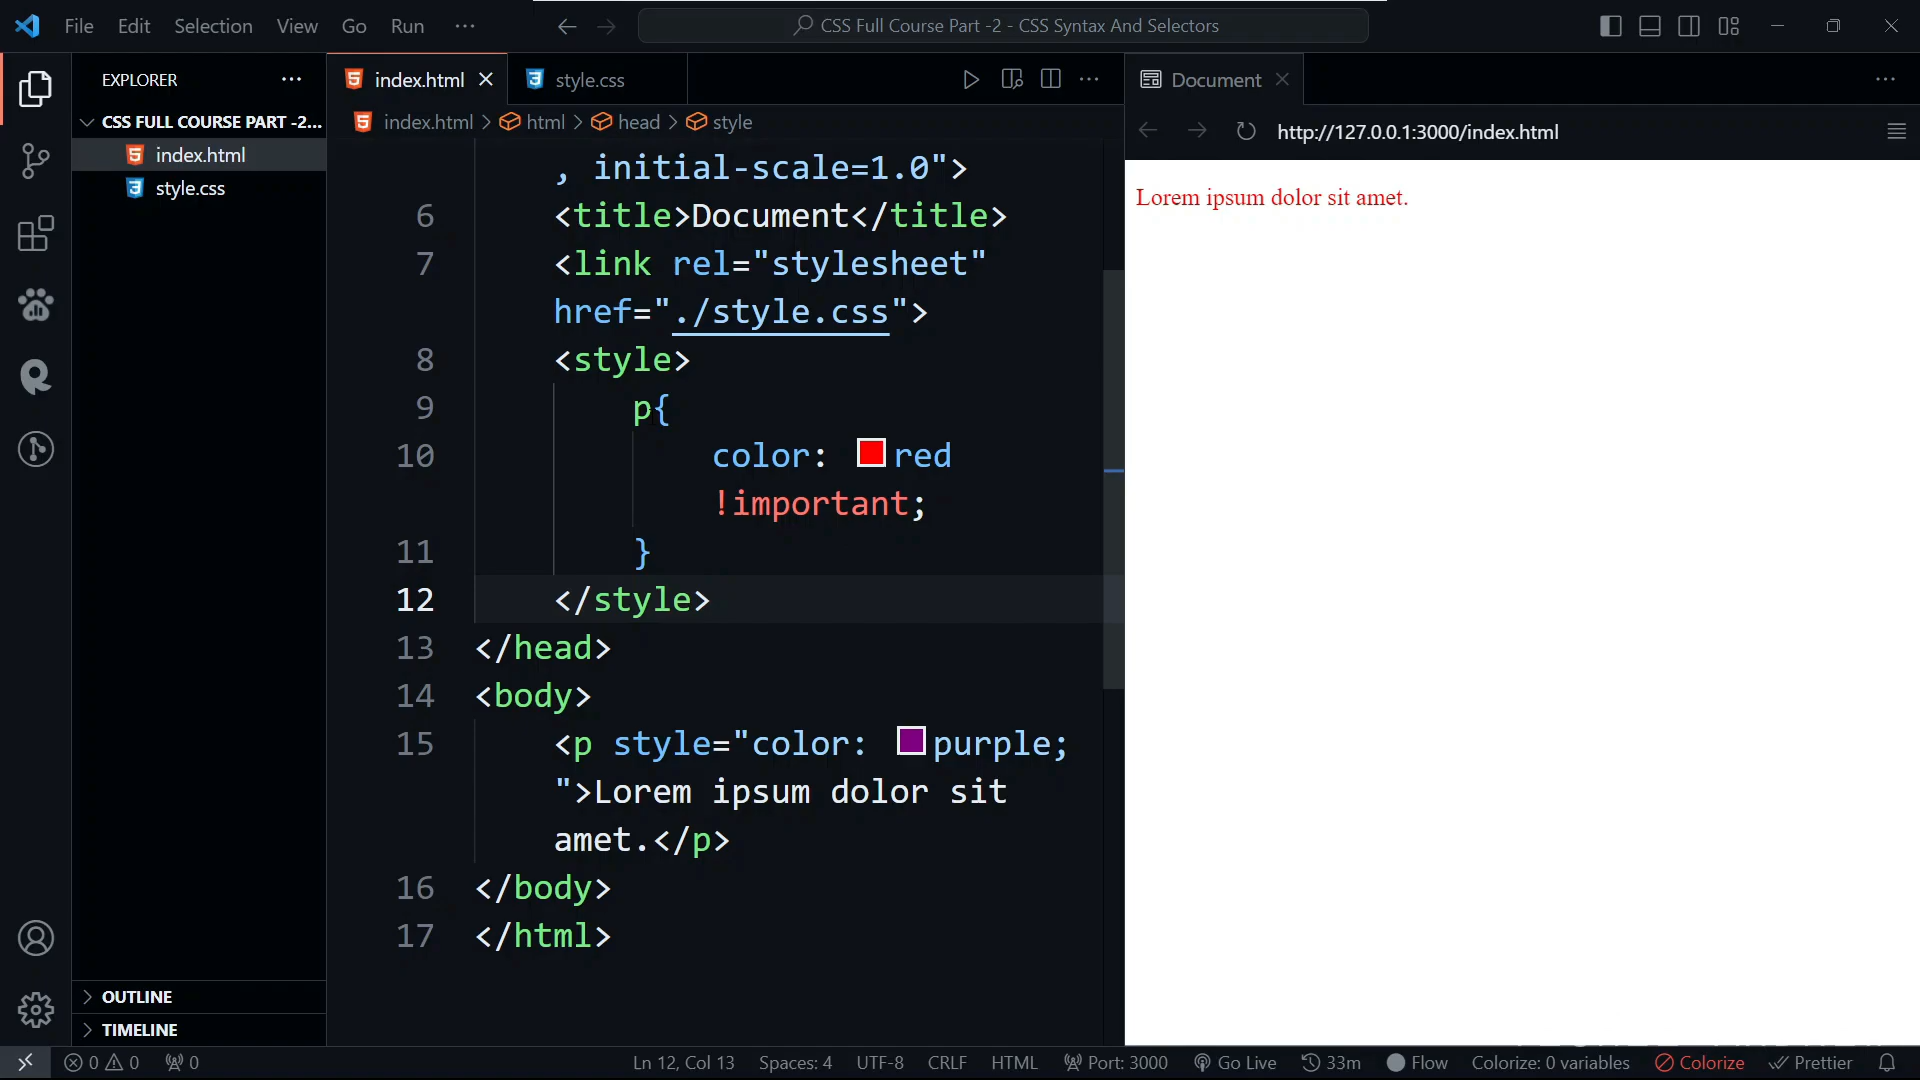 File Edit Selection View Go Run ···
CSS Full Course Part -2 - CSS Syntax And Selectors
EXPLORER
CSS FULL COURSE PART -2...
index.html
style.css
OUTLINE
TIMELINE
index.html
style.css
index.html > html > head > style
, initial-scale=1.0">
6 <title>Document</title>
7 <link rel="stylesheet"
href="./style.css">
8 <style>
9 p{
10 color: red
!important;
11 }
12 </style>
13 </head>
14 <body>
15 <p style="color: purple;
">Lorem ipsum dolor sit
amet.</p>
16 </body>
17 </html>
Document
http://127.0.0.1:3000/index.html
Lorem ipsum dolor sit amet.
0 0 0 Ln 12, Col 13 Spaces: 4 UTF-8 CRLF HTML Port: 3000 Go Live 33m Flow Colorize: 0 variables Colorize Prettier